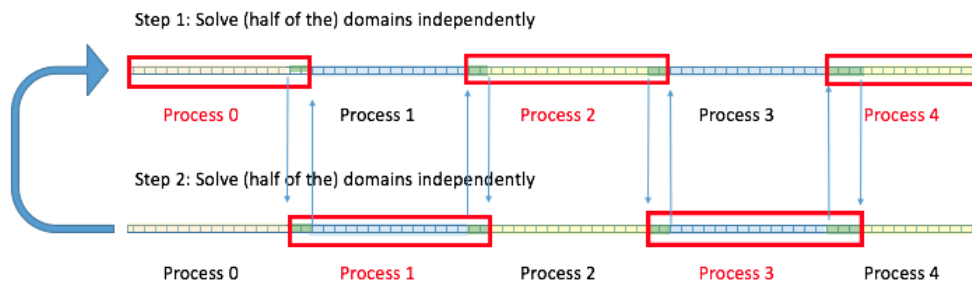 Step 1: Solve (half of the) domains independently
Process 0 Process 1 Process 2 Process 3 Process 4
Step 2: Solve (half of the) domains independently
Process 0 Process 1 Process 2 Process 3 Process 4